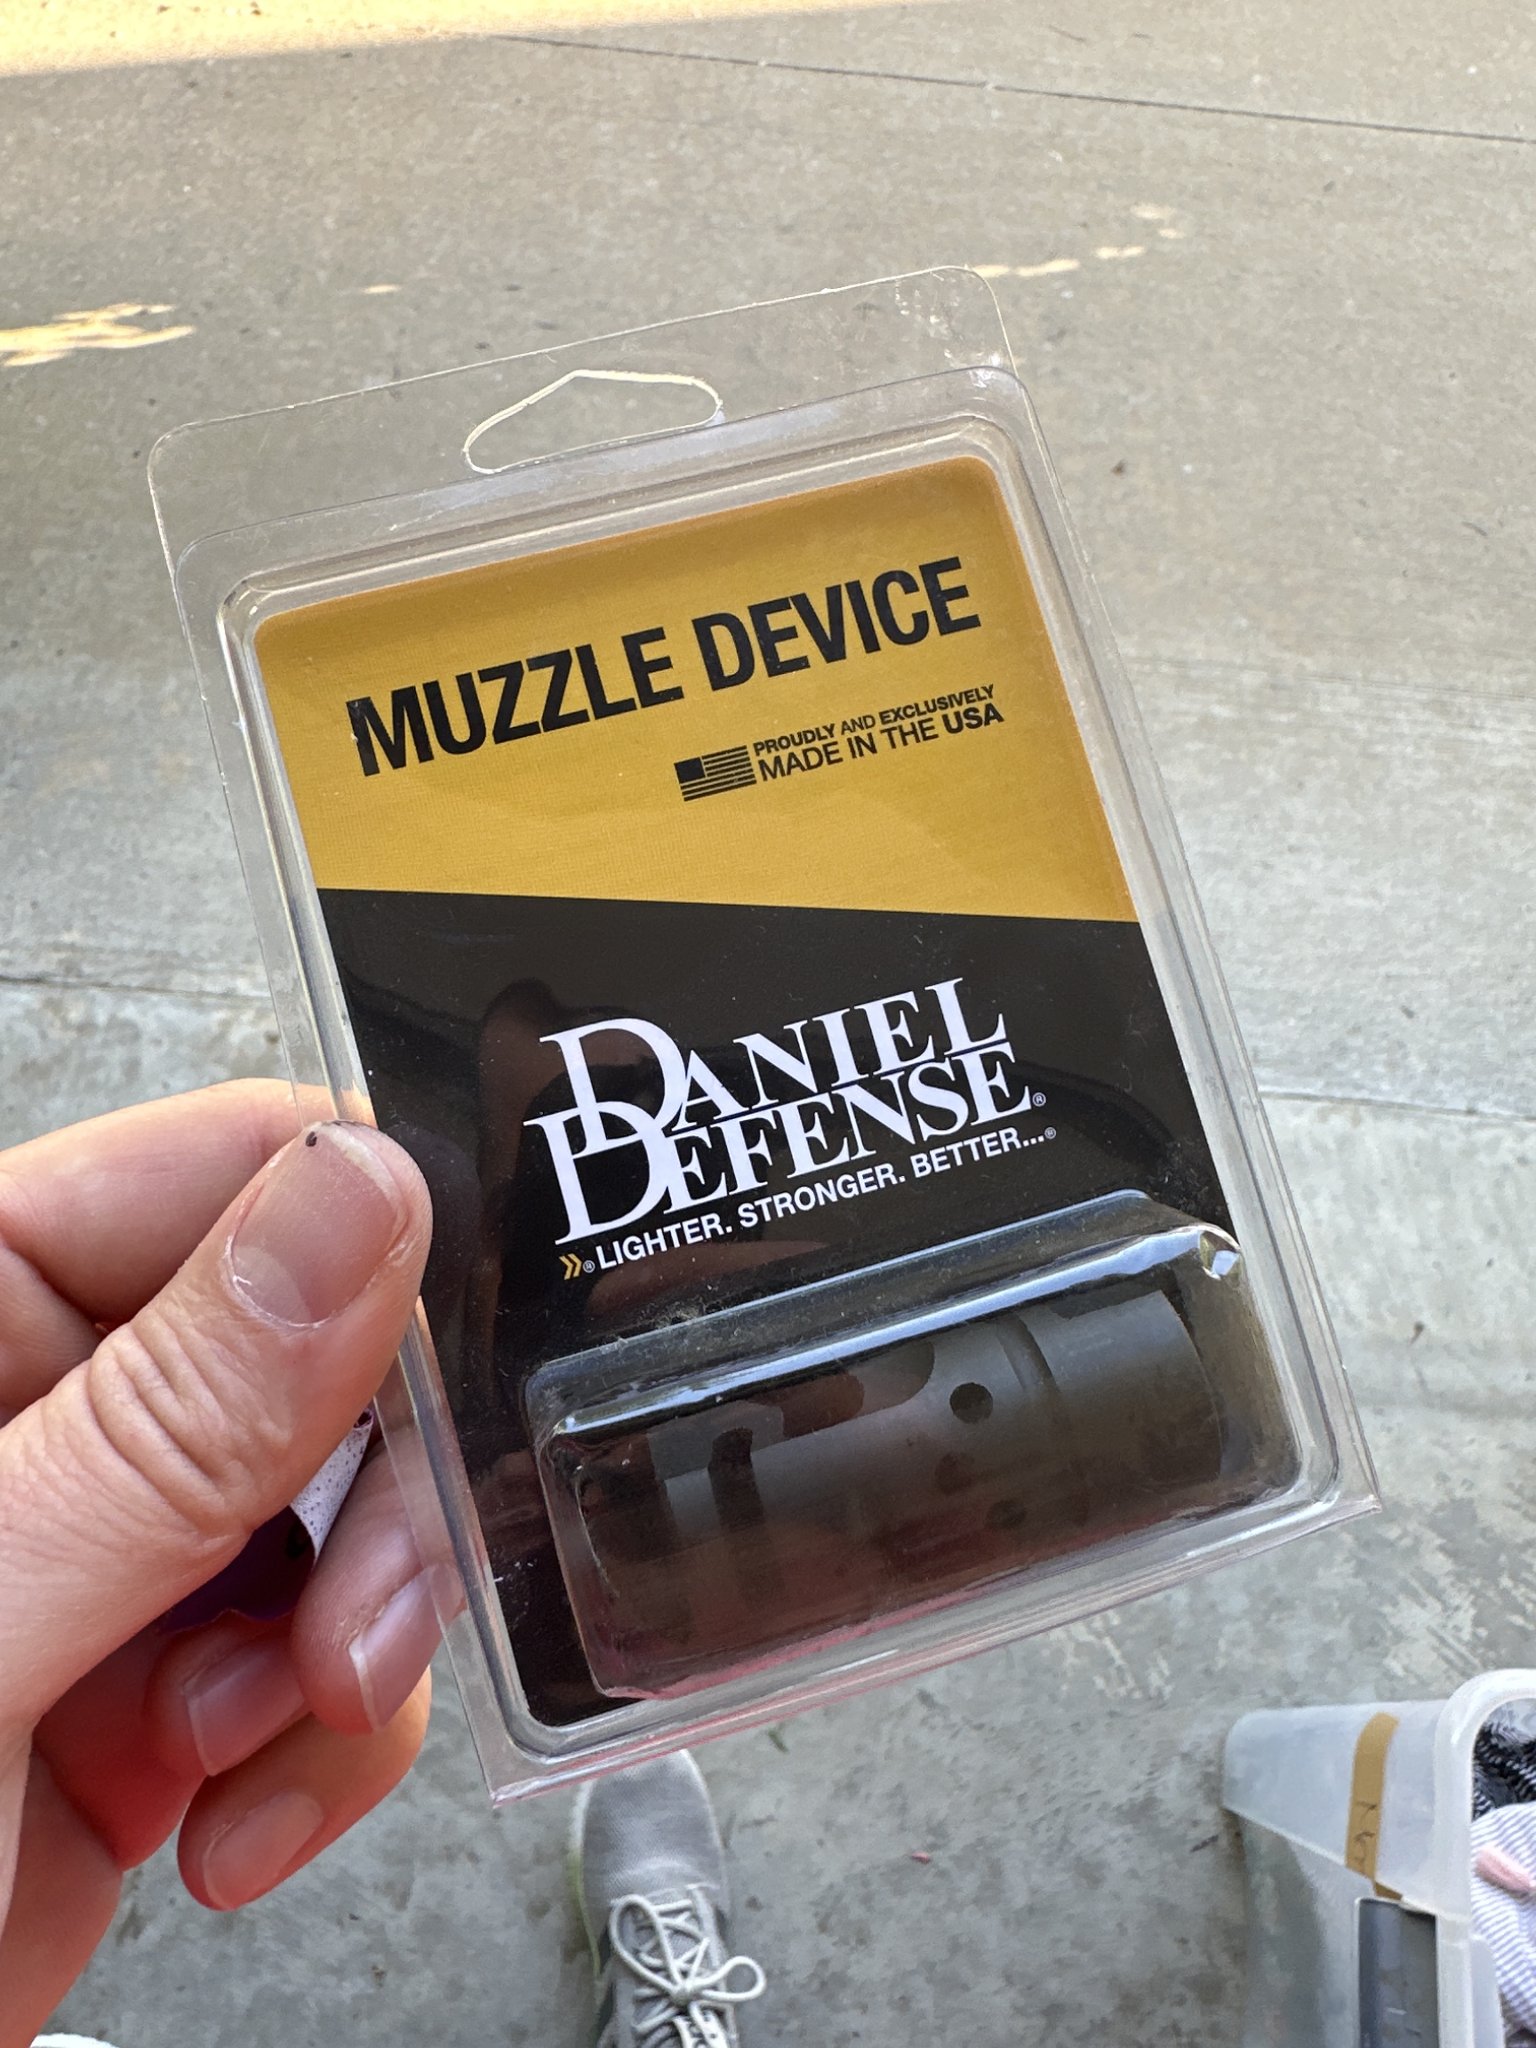 MUZZLE DEVICE
PROUDLY AND EXCLUSIVELY
MADE IN THE USA
DANIEL
DEFENSE®
»® LIGHTER. STRONGER. BETTER...®